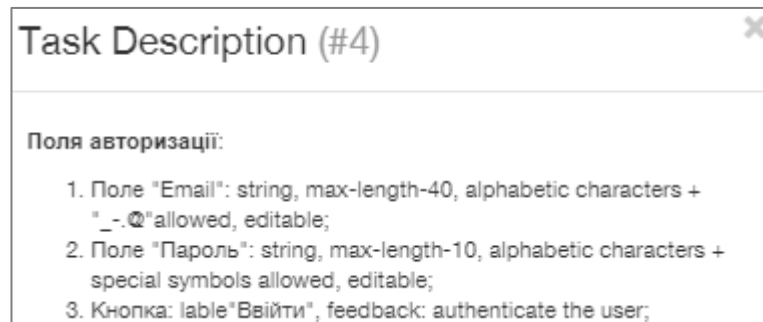 Task Description (#4)
Поля авторизації:
1. Поле "Email": string, max-length-40, alphabetic characters +
"_-.@"allowed, editable;
2. Поле "Пароль": string, max-length-10, alphabetic characters +
special symbols allowed, editable;
3. Кнопка: lable"Ввійти", feedback: authenticate the user;